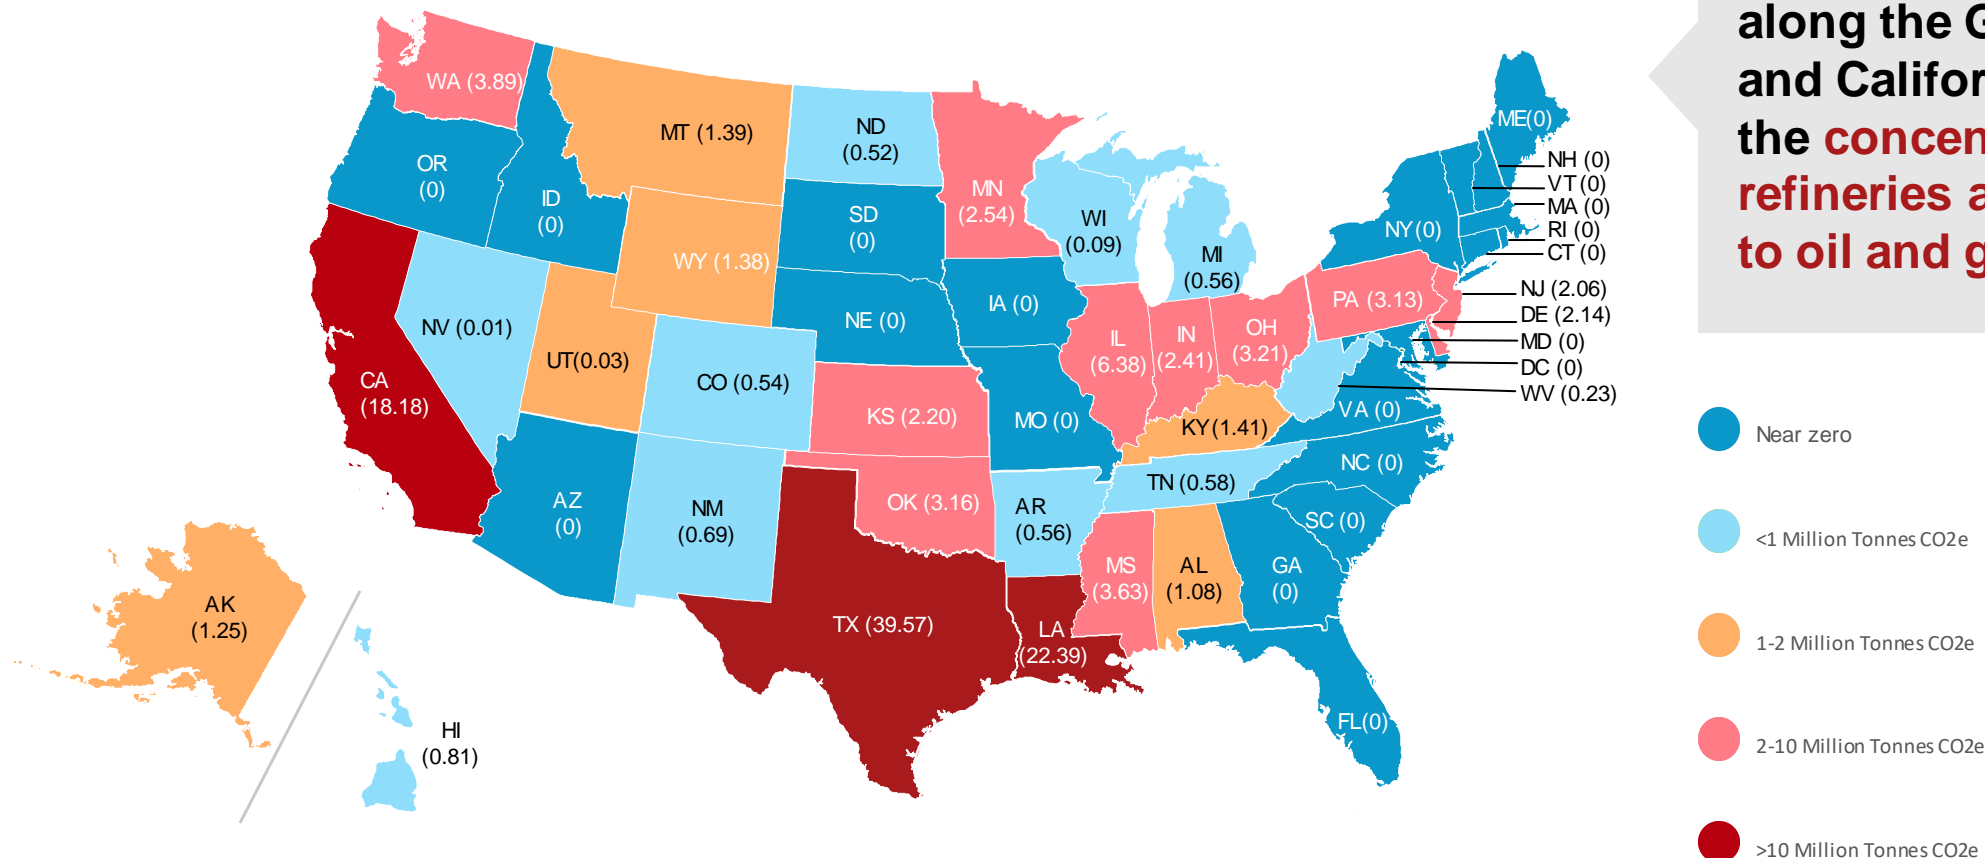 along the G
and Califor
the concen
refineries a
to oil and g
WA (3.89)
MT (1.39)
ND
(0.52)
MN
(2.54)
OR
(0)
ID
(0)
SD
(0)
WI
(0.09)
MI
(0.56)
WY (1.38)
NE (0)
IA (0)
NY(0)
ME(0)
NH (0)
VT (0)
MA (0)
RI (0)
CT (0)
NJ (2.06)
DE (2.14)
MD (0)
DC (0)
WV (0.23)
PA (3.13)
NV (0.01)
UT(0.03)
CO (0.54)
CA
(18.18)
KS (2.20)
MO (0)
IL
(6.38)
IN
(2.41)
OH
(3.21)
KY(1.41)
VA (0)
NC (0)
TN (0.58)
SC (0)
AZ
(0)
NM
(0.69)
OK (3.16)
AR
(0.56)
MS
(3.63)
AL
(1.08)
GA
(0)
TX (39.57)
LA
(22.39)
FL(0)
AK
(1.25)
HI
(0.81)
Near zero
<1 Million Tonnes CO2e
1-2 Million Tonnes CO2e
2-10 Million Tonnes CO2e
>10 Million Tonnes CO2e